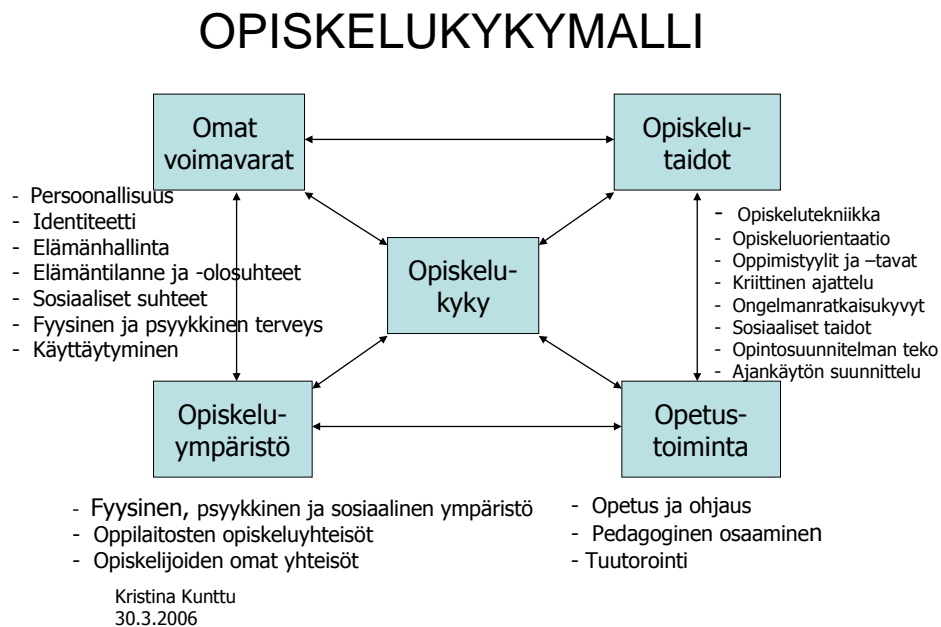 OPISKELUKYKYMALLI
Omat
voimavarat
Opiskelu-
taidot
- Persoonallisuus
- Identiteetti
- Elämänhallinta
- Elämäntilanne ja -olosuhteet
- Sosiaaliset suhteet
- Fyysinen ja psyykkinen terveys
- Käyttäytyminen
Opiskelu-
kyky
- Opiskelutekniikka
- Opiskeluorientaatio
- Oppimistyylit ja –tavat
- Kriittinen ajattelu
- Ongelmanratkaisukyvyt
- Sosiaaliset taidot
- Opintosuunnitelman teko
- Ajankäytön suunnittelu
Opiskelu-
ympäristö
Opetus-
toiminta
- Fyysinen, psyykkinen ja sosiaalinen ympäristö
- Oppilaitosten opiskeluyhteisöt
- Opiskelijoiden omat yhteisöt
- Opetus ja ohjaus
- Pedagoginen osaaminen
- Tuutorointi
Kristina Kunttu
30.3.2006